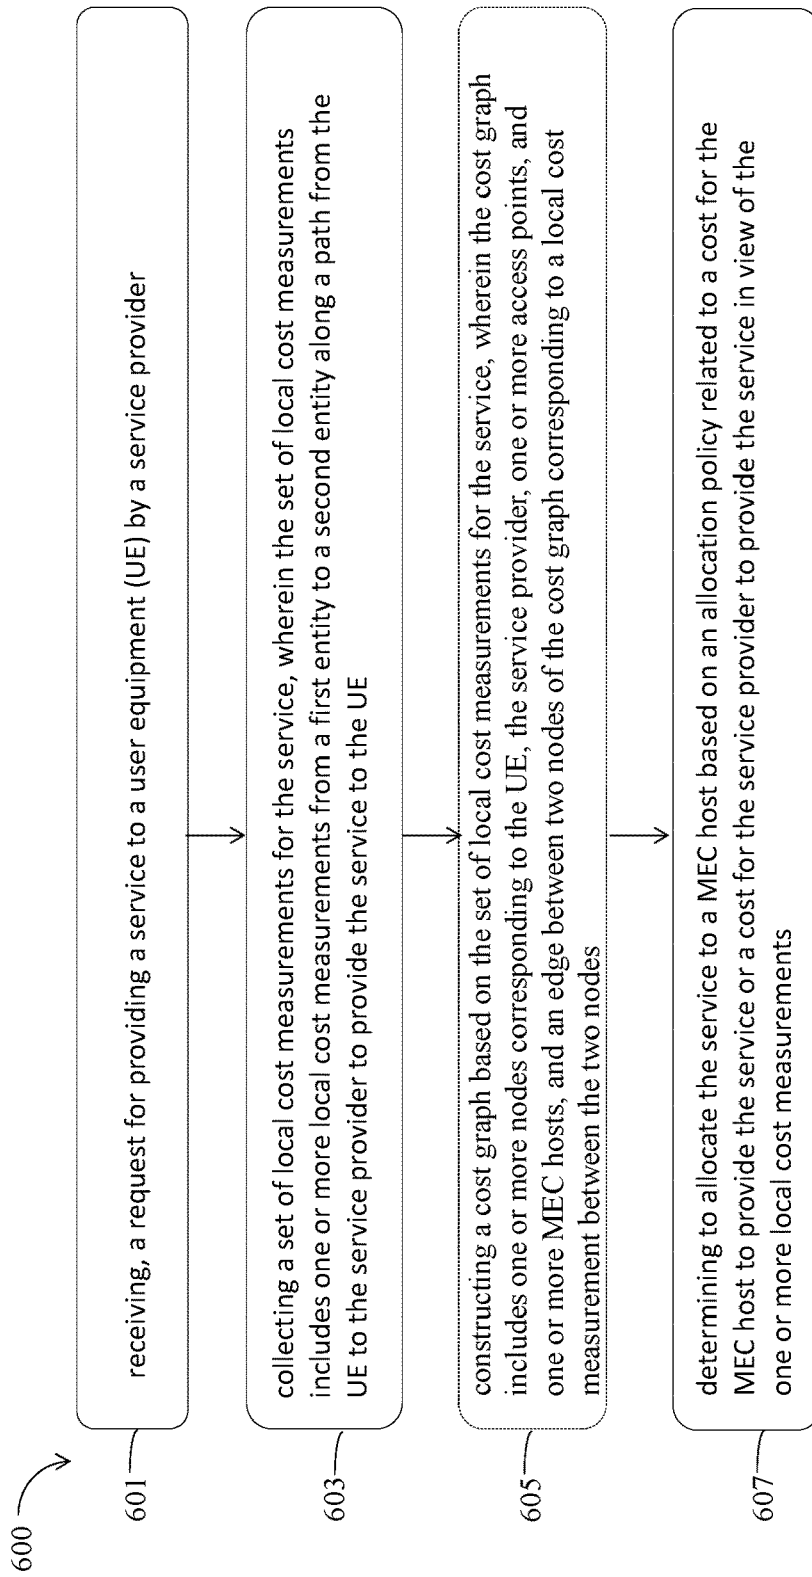 600
601
receiving, a request for providing a service to a user equipment (UE) by a service provider
603
collecting a set of local cost measurements for the service, wherein the set of local cost measurements
includes one or more local cost measurements from a first entity to a second entity along a path from the
UE to the service provider to provide the service to the UE
605
constructing a cost graph based on the set of local cost measurements for the service, wherein the cost graph
includes one or more nodes corresponding to the UE, the service provider, one or more access points, and
one or more MEC hosts, and an edge between two nodes of the cost graph corresponding to a local cost
measurement between the two nodes
607
determining to allocate the service to a MEC host based on an allocation policy related to a cost for the
MEC host to provide the service or a cost for the service provider to provide the service in view of the
one or more local cost measurements